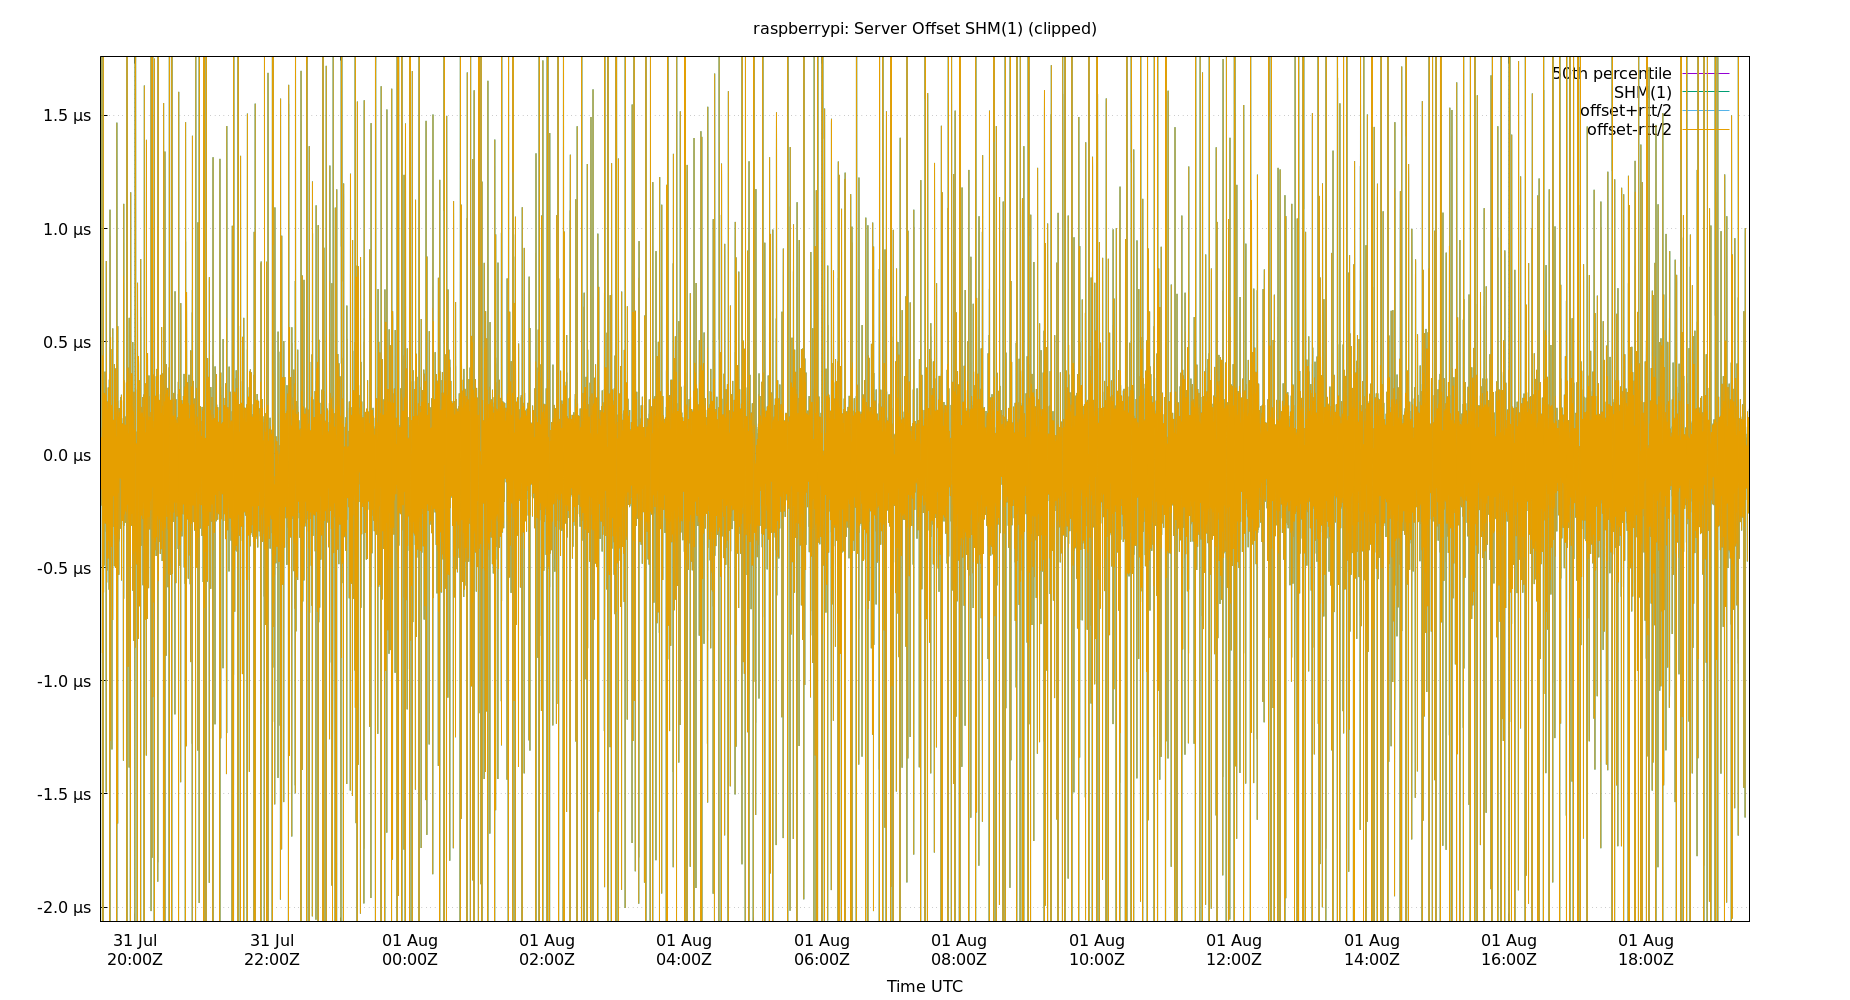 raspberrypi: Server Offset SHM(1) (clipped)
50th percentile
SHM(1)
offset+rtt/2
offset-rtt/2
1.5 µs
1.0 µs
0.5 µs
0.0 µs
-0.5 µs
-1.0 µs
-1.5 µs
-2.0 µs
31 Jul 31 Jul 01 Aug 01 Aug 01 Aug 01 Aug 01 Aug 01 Aug 01 Aug 01 Aug 01 Aug 01 Aug
20:00Z 22:00Z 00:00Z 02:00Z 04:00Z 06:00Z 08:00Z 10:00Z 12:00Z 14:00Z 16:00Z 18:00Z
Time UTC